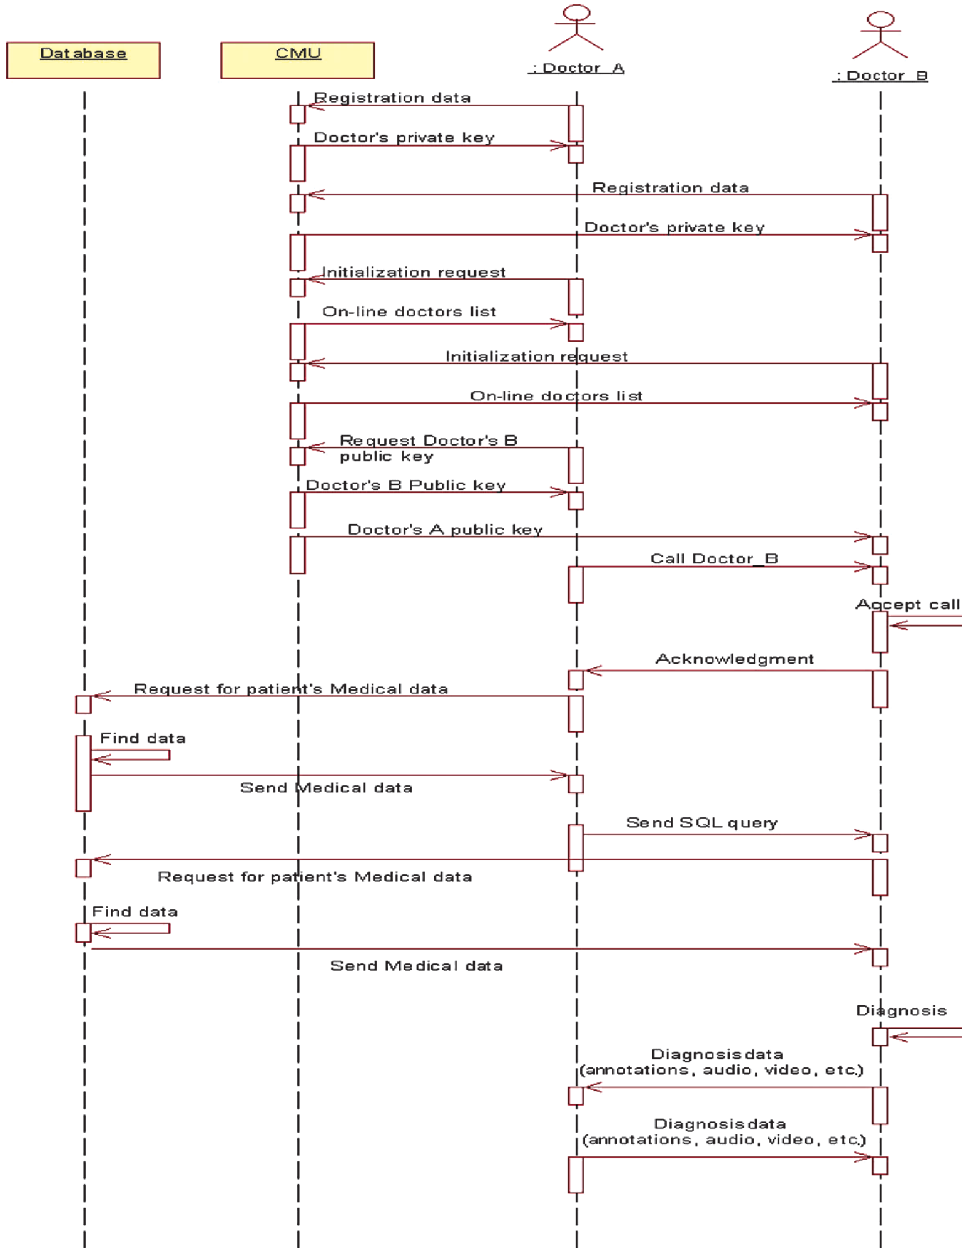 Database
CMU
: Doctor_A
: Doctor_B
Registration data
Doctor's private key
Registration data
Doctor's private key
Initialization request
On-line doctors list
Initialization request
On-line doctors list
Request Doctor's B
public key
Doctor's B Public key
Doctor's A public key
Call Doctor_B
Accept call
Acknowledgment
Request for patient's Medical data
Find data
Send Medical data
Send SQL query
Request for patient's Medical data
Find data
Send Medical data
Diagnosis
Diagnosis data
(annotations, audio, video, etc.)
Diagnosis data
(annotations, audio, video, etc.)